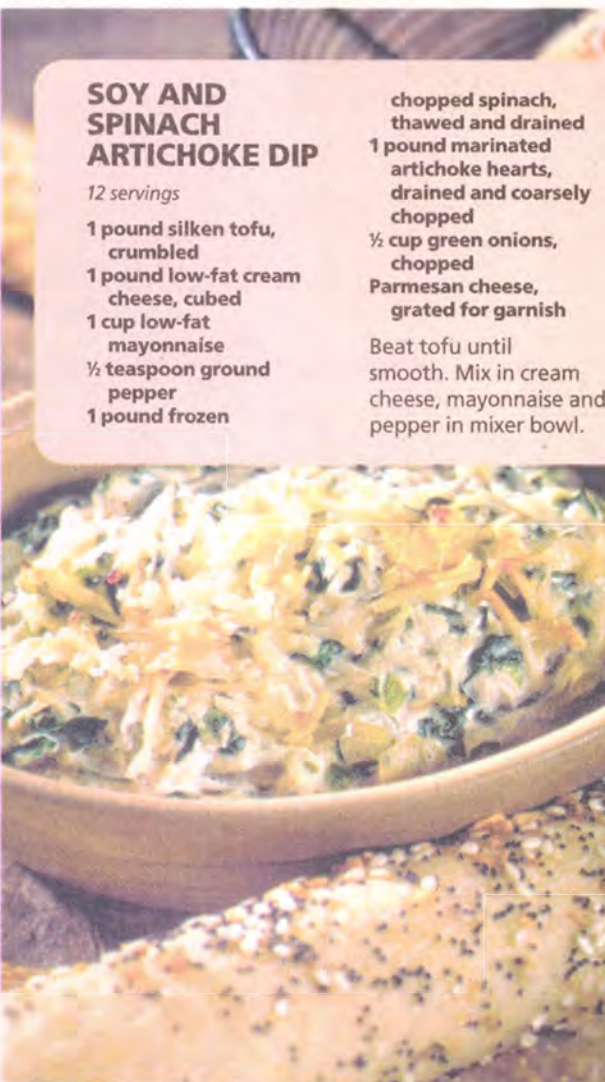 SOY AND
SPINACH
ARTICHOKE DIP
12 servings
1 pound silken tofu,
crumbled
1 pound low-fat cream
cheese, cubed
1 cup low-fat
mayonnaise
½ teaspoon ground
pepper
1 pound frozen
chopped spinach,
thawed and drained
1 pound marinated
artichoke hearts,
drained and coarsely
chopped
½ cup green onions,
chopped
Parmesan cheese,
grated for garnish
Beat tofu until
smooth. Mix in cream
cheese, mayonnaise and
pepper in mixer bowl.